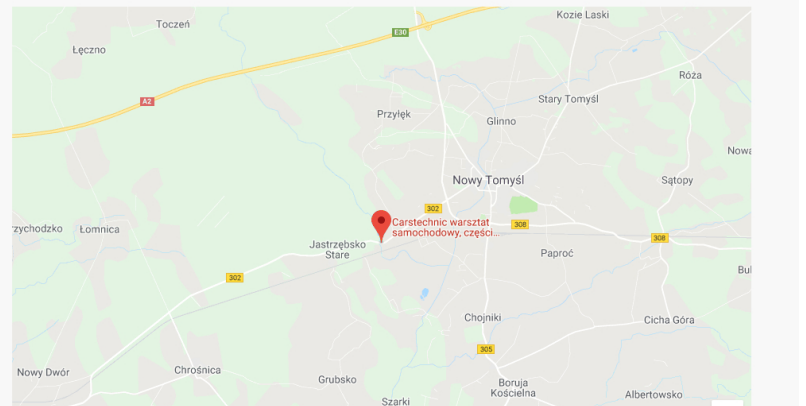 Kozie Laski
Toczeń
E30
Łęczno
Róża
A2
Stary Tomyśl
Przyłęk
Glinno
Nowa
Nowy Tomyśl
Sątopy
302
Carstechnic warsztat
samochodowy, części...
308
rzychodzko
Łomnica
308
Jastrzębsko
Stare
Paproć
Bul
302
Chojniki
Cicha Góra
305
Nowy Dwór
Chrośnica
Grubsko
Boruja
Kościelna
Albertowsko
Szarki